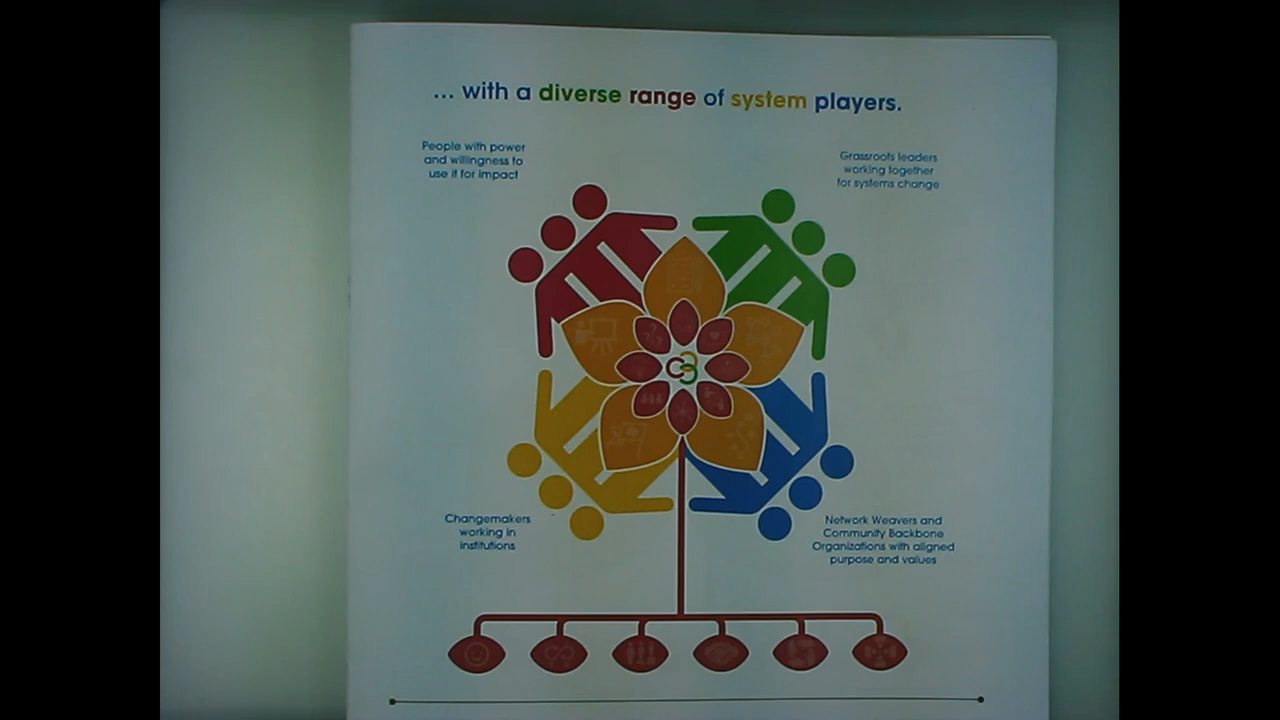 ... with a diverse range of system players.
People with power
and willingness to
use it for impact
Grassroots leaders
working together
for systems change
Changemakers
working in
institutions
Network Weavers and
Community Backbone
Organizations with aligned
purpose and values